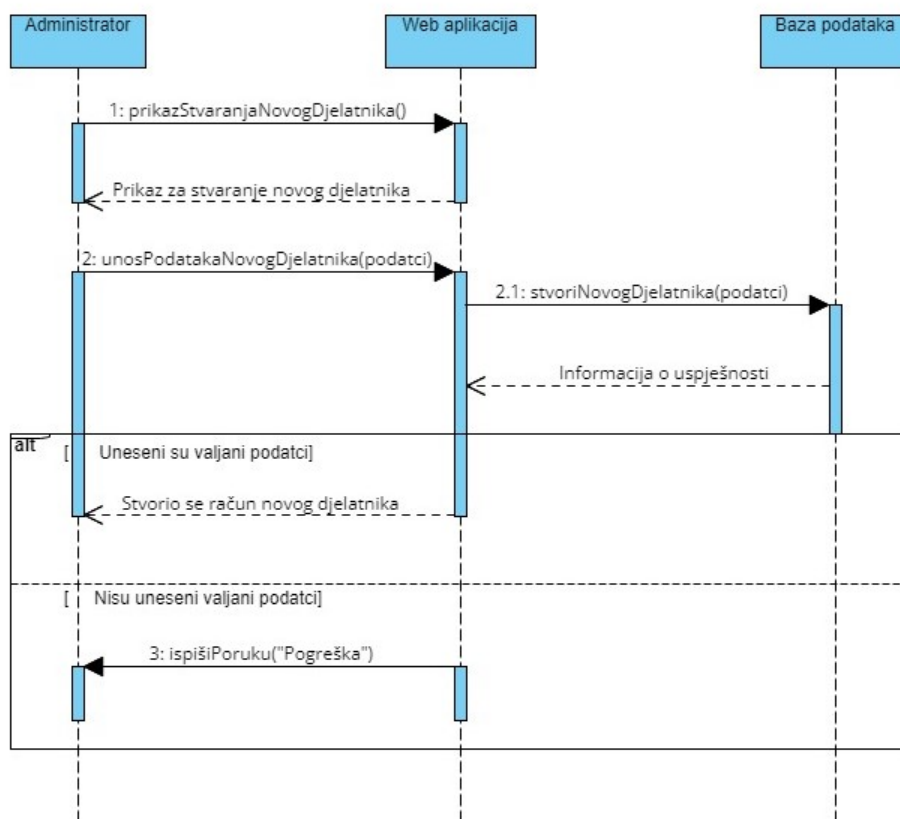 Administrator
Web aplikacija
Baza podataka
1: prikazStvaranjaNovogDjelatnika()
Prikaz za stvaranje novog djelatnika
2: unosPodatakaNovogDjelatnika(podatci)
2.1: stvoriNovogDjelatnika(podatci)
Informacija o uspješnosti
alt
[ Uneseni su valjani podatci]
Stvorio se račun novog djelatnika
[ Nisu uneseni valjani podatci]
3: ispišiPoruku("Pogreška")